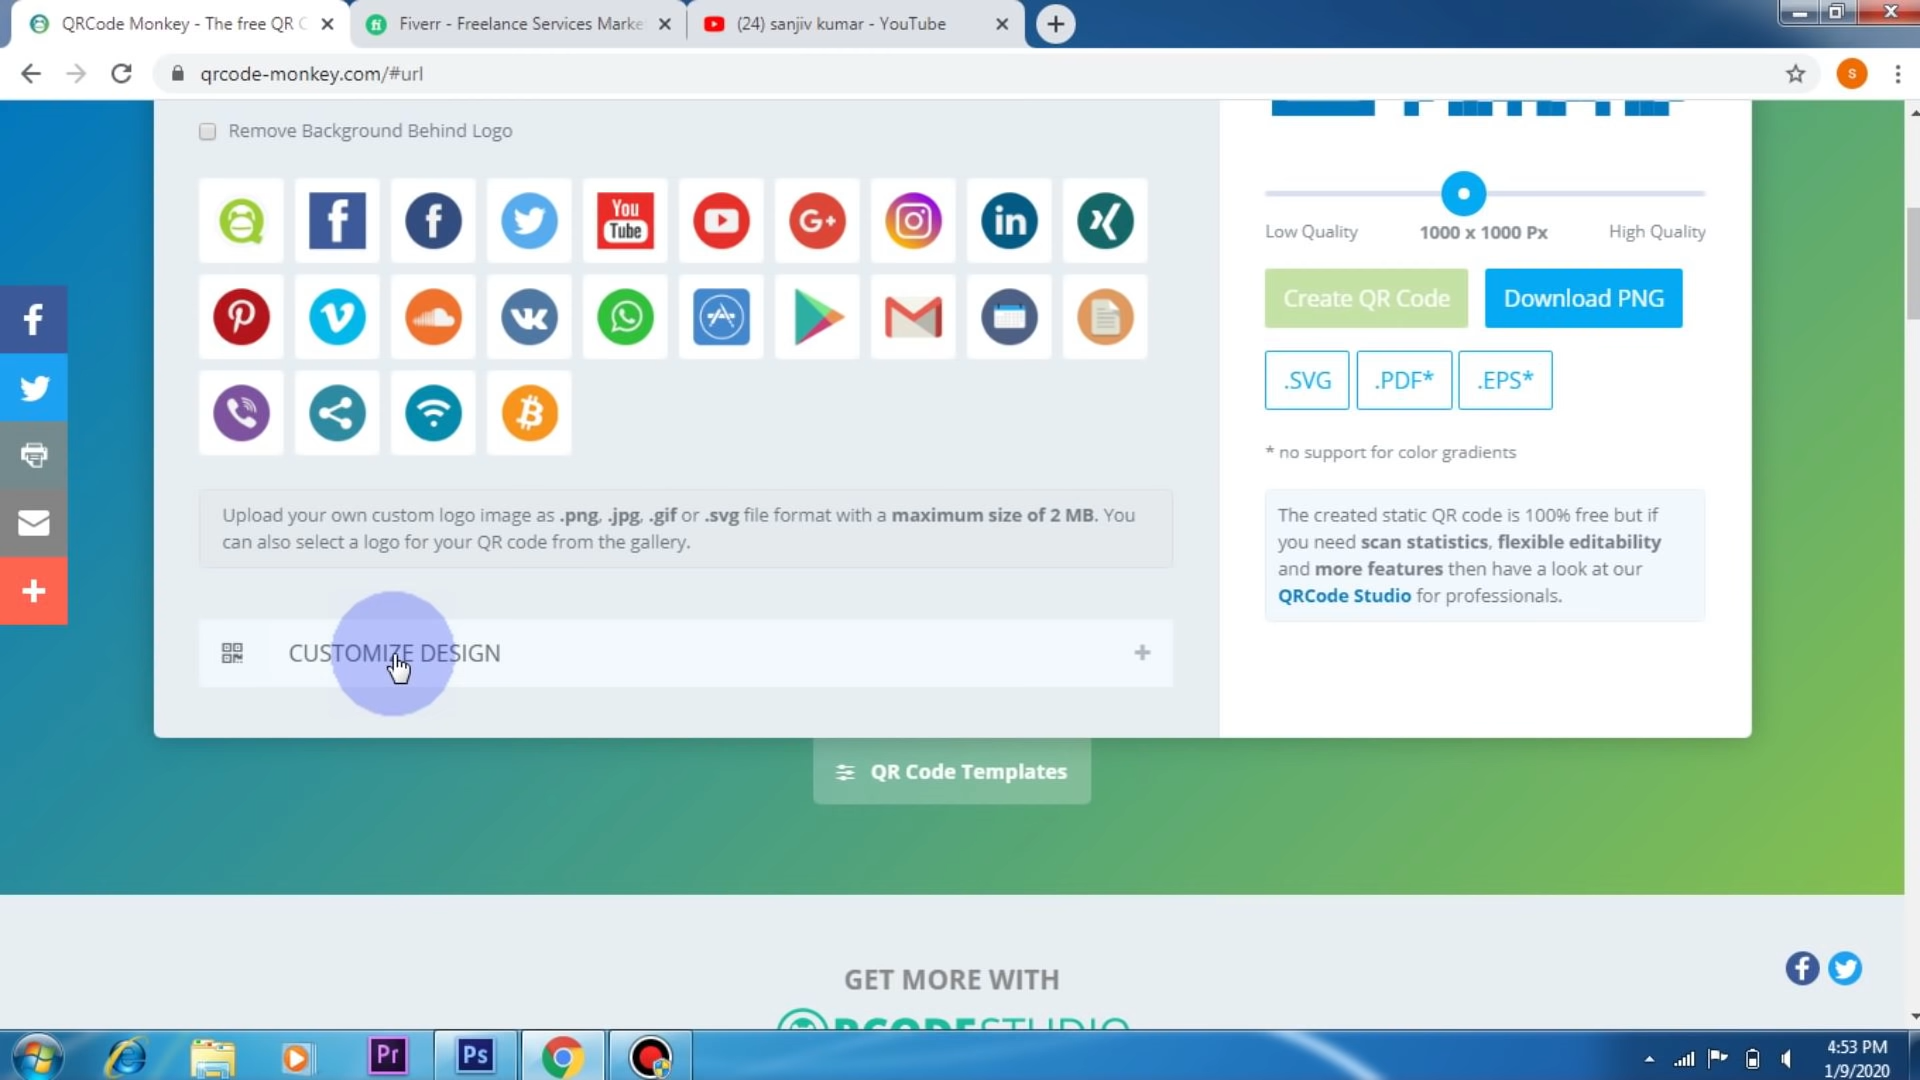 QRCode Monkey - The free QR C
Fiverr - Freelance Services Marke
(24) sanjiv kumar - YouTube
qrcode-monkey.com/#url
s
Remove Background Behind Logo
You
Tube
G+
in
Low Quality
1000 x 1000 Px
High Quality
Create QR Code
Download PNG
.SVG
.PDF*
.EPS*
* no support for color gradients
Upload your own custom logo image as .png, .jpg, .gif or .svg file format with a maximum size of 2 MB. You
can also select a logo for your QR code from the gallery.
The created static QR code is 100% free but if
you need scan statistics, flexible editability
and more features then have a look at our
QRCode Studio for professionals.
CUSTOMIZE DESIGN
QR Code Templates
GET MORE WITH
QRCODESTUDIO
Pr
Ps
4:53 PM
1/9/2020